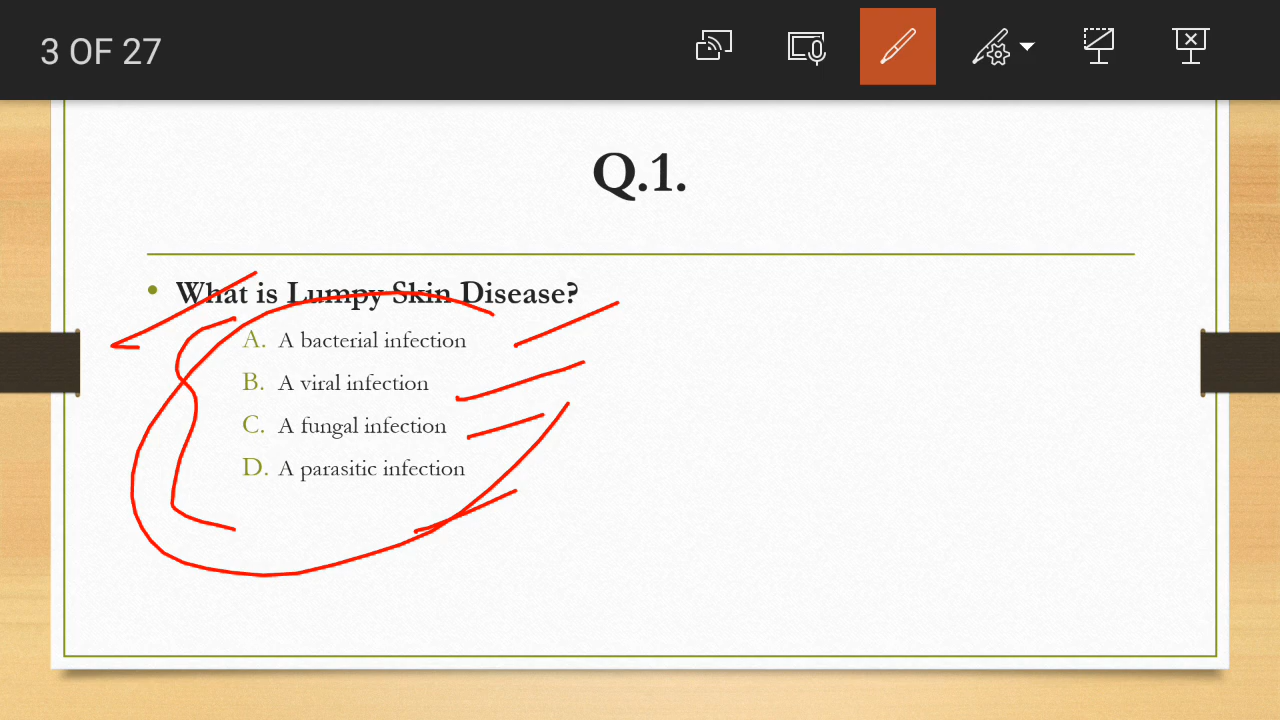 3 OF 27
Q.1.
• What is Lumpy Skin Disease?
A. A bacterial infection
B. A viral infection
C. A fungal infection
D. A parasitic infection